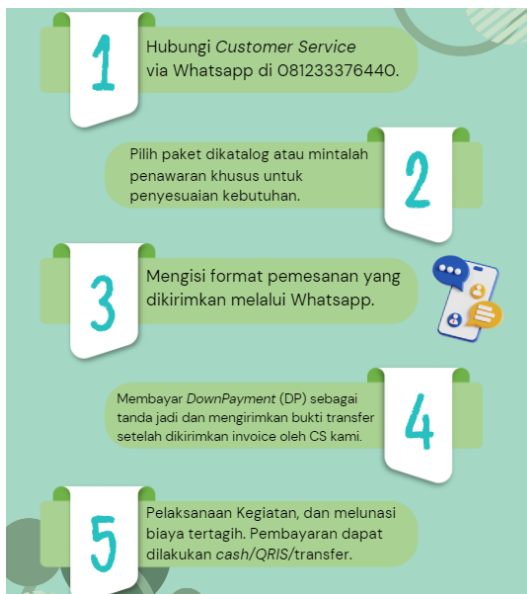 1
Hubungi Customer Service
via Whatsapp di 081233376440.
2
Pilih paket dikatalog atau mintalah
penawaran khusus untuk
penyesuaian kebutuhan.
3
Mengisi format pemesanan yang
dikirimkan melalui Whatsapp.
4
Membayar DownPayment (DP) sebagai
tanda jadi dan mengirimkan bukti transfer
setelah dikirimkan invoice oleh CS kami.
5
Pelaksanaan Kegiatan, dan melunasi
biaya tertagih. Pembayaran dapat
dilakukan cash/QRIS/transfer.